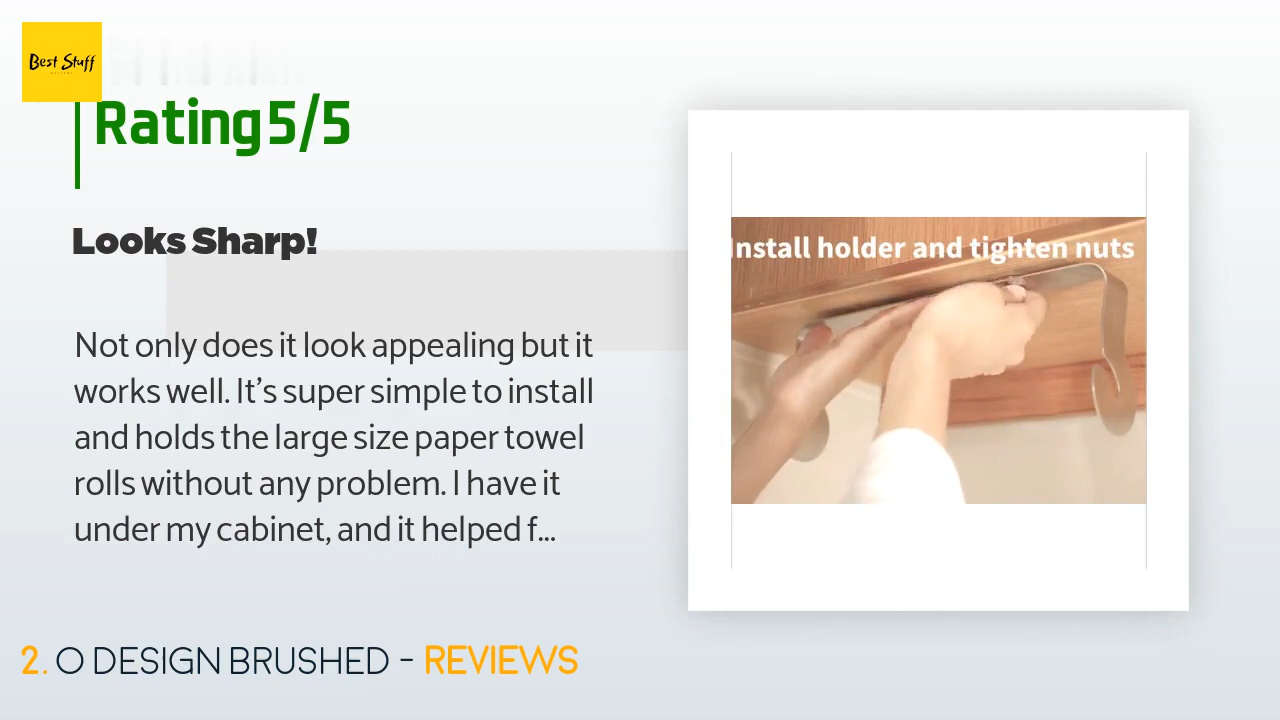 Best Stuff
Rating 5/5
Looks Sharp!
Not only does it look appealing but it
works well. It's super simple to install
and holds the large size paper towel
rolls without any problem. I have it
under my cabinet, and it helped f...
Install holder and tighten nuts
2. O DESIGN BRUSHED - REVIEWS